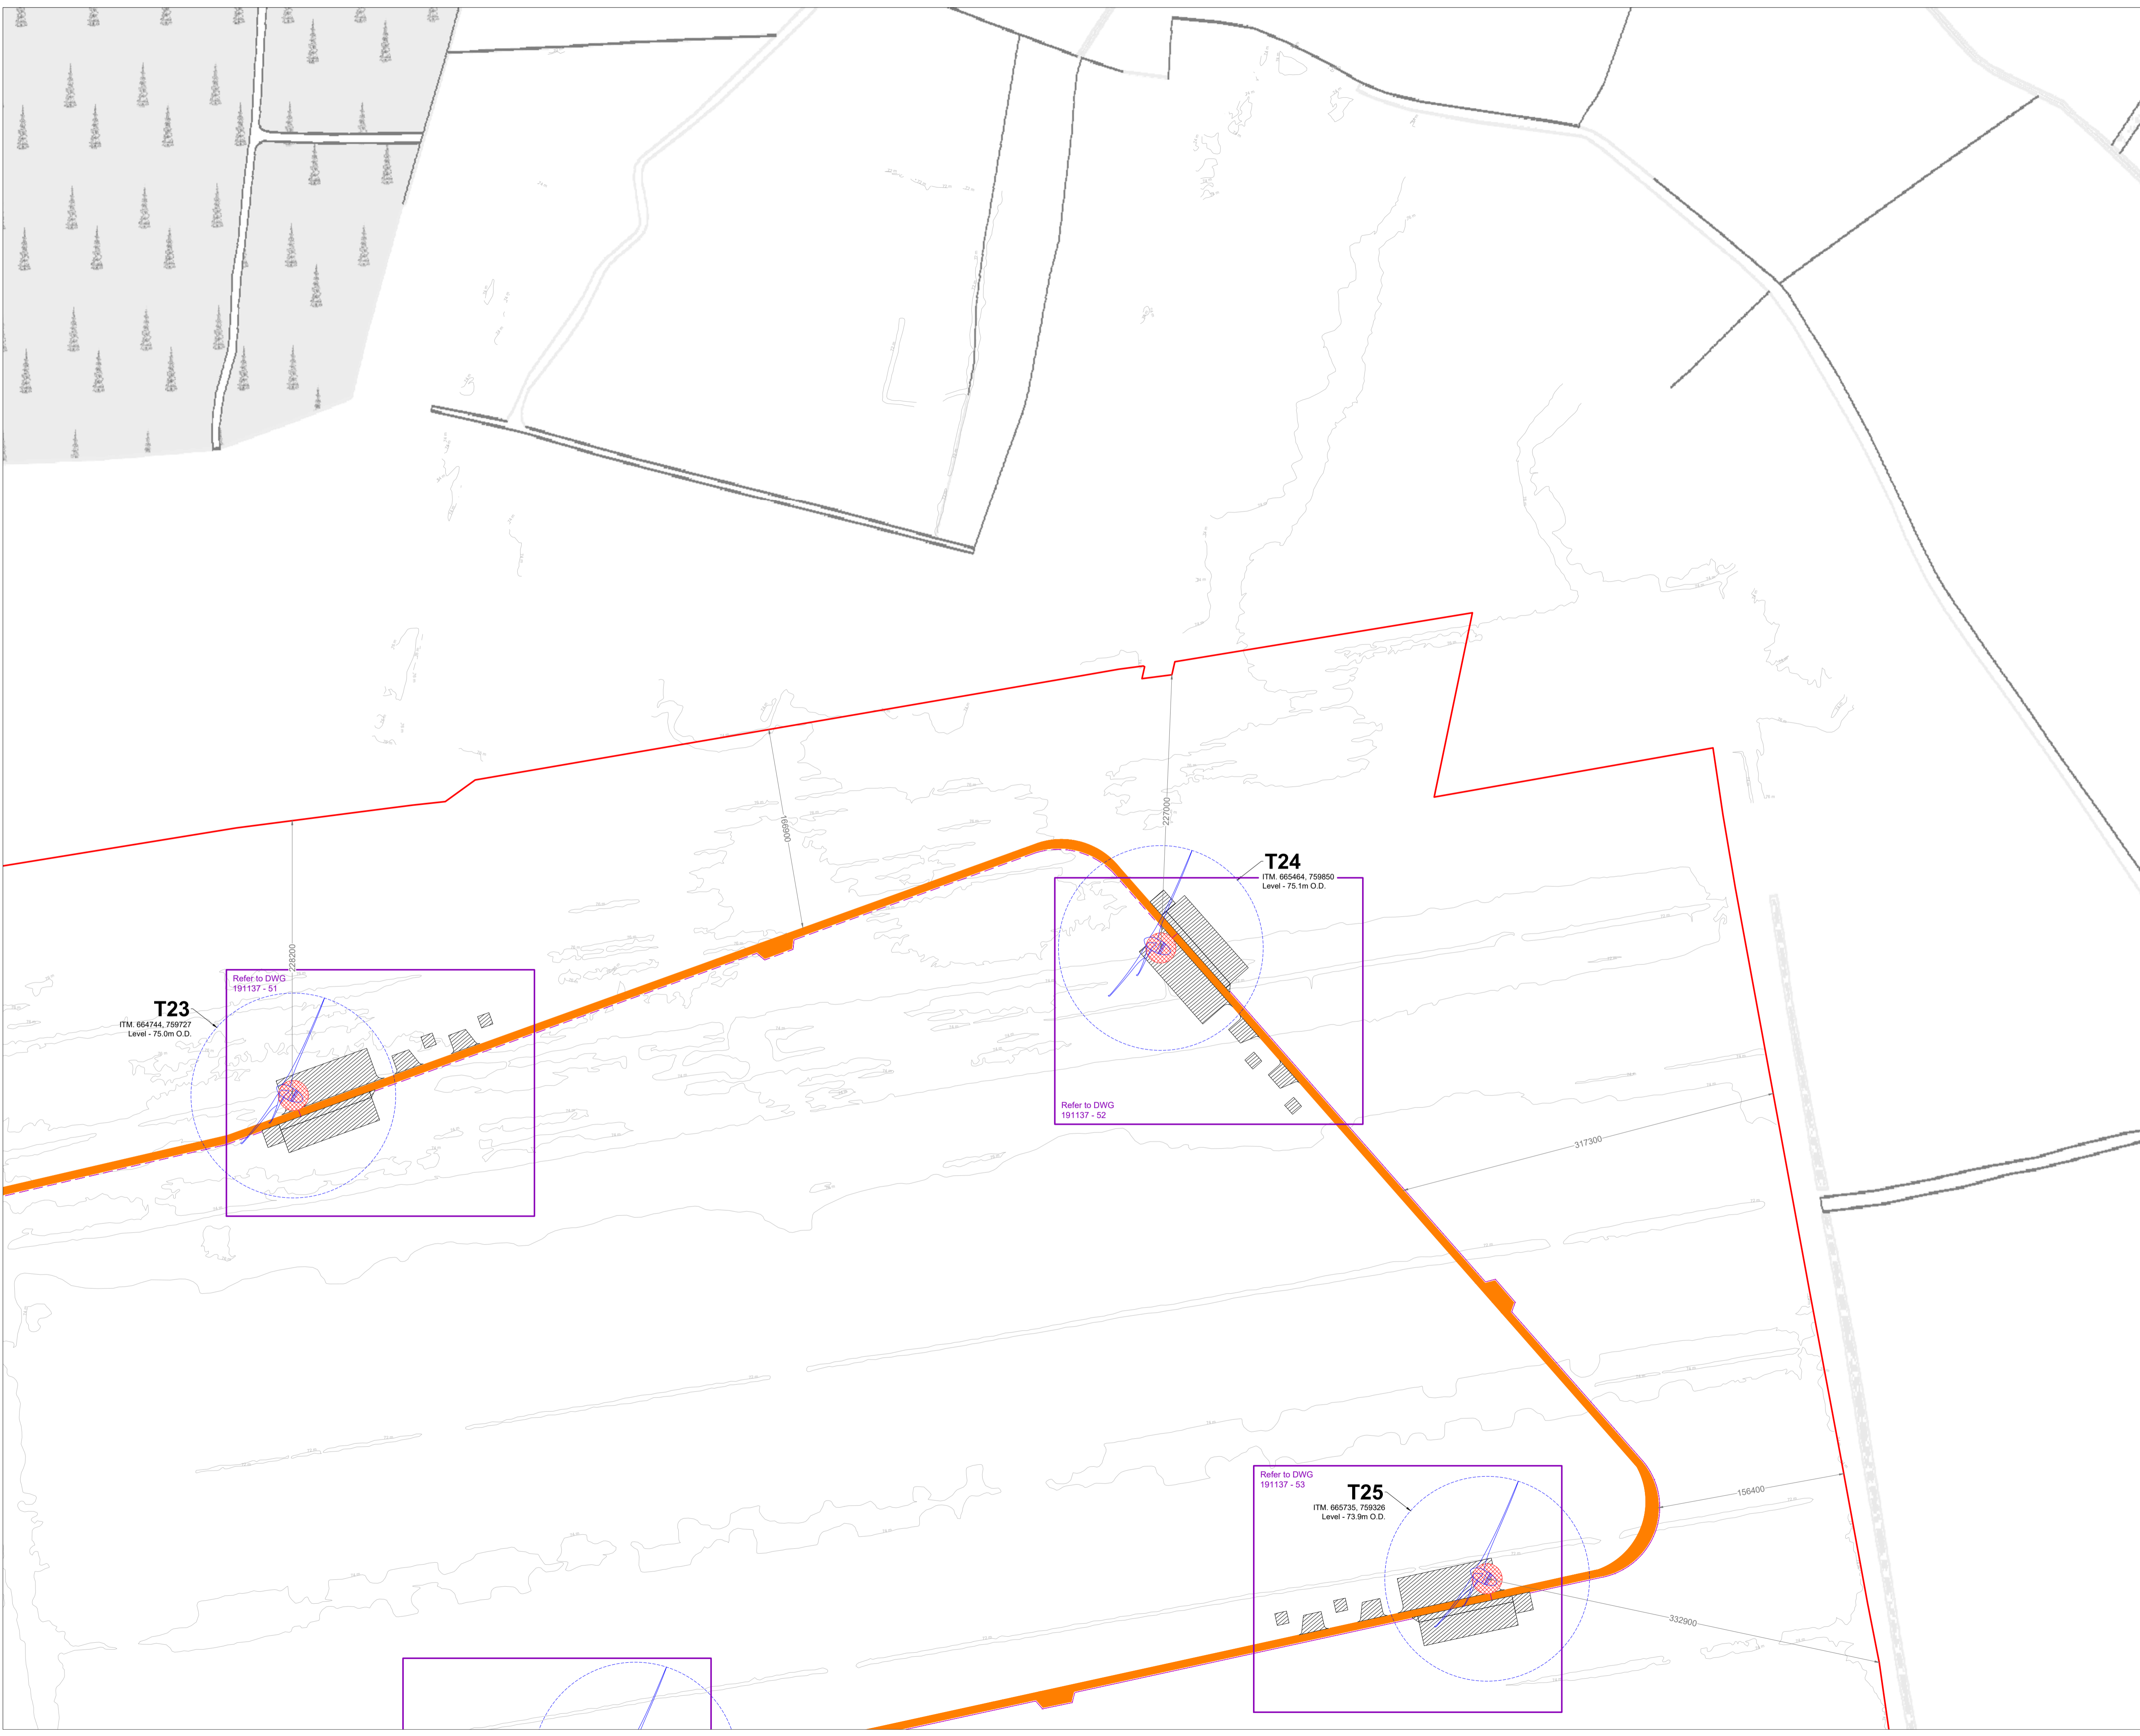 166900
227000
T24
ITM. 665464, 759850
Level - 75.1m O.D.
228200
Refer to DWG
191137 - 51
T23
ITM. 664744, 759727
Level - 75.0m O.D.
Refer to DWG
191137 - 52
317300
Refer to DWG
191137 - 53
T25
ITM. 665735, 759326
Level - 73.9m O.D.
156400
332900